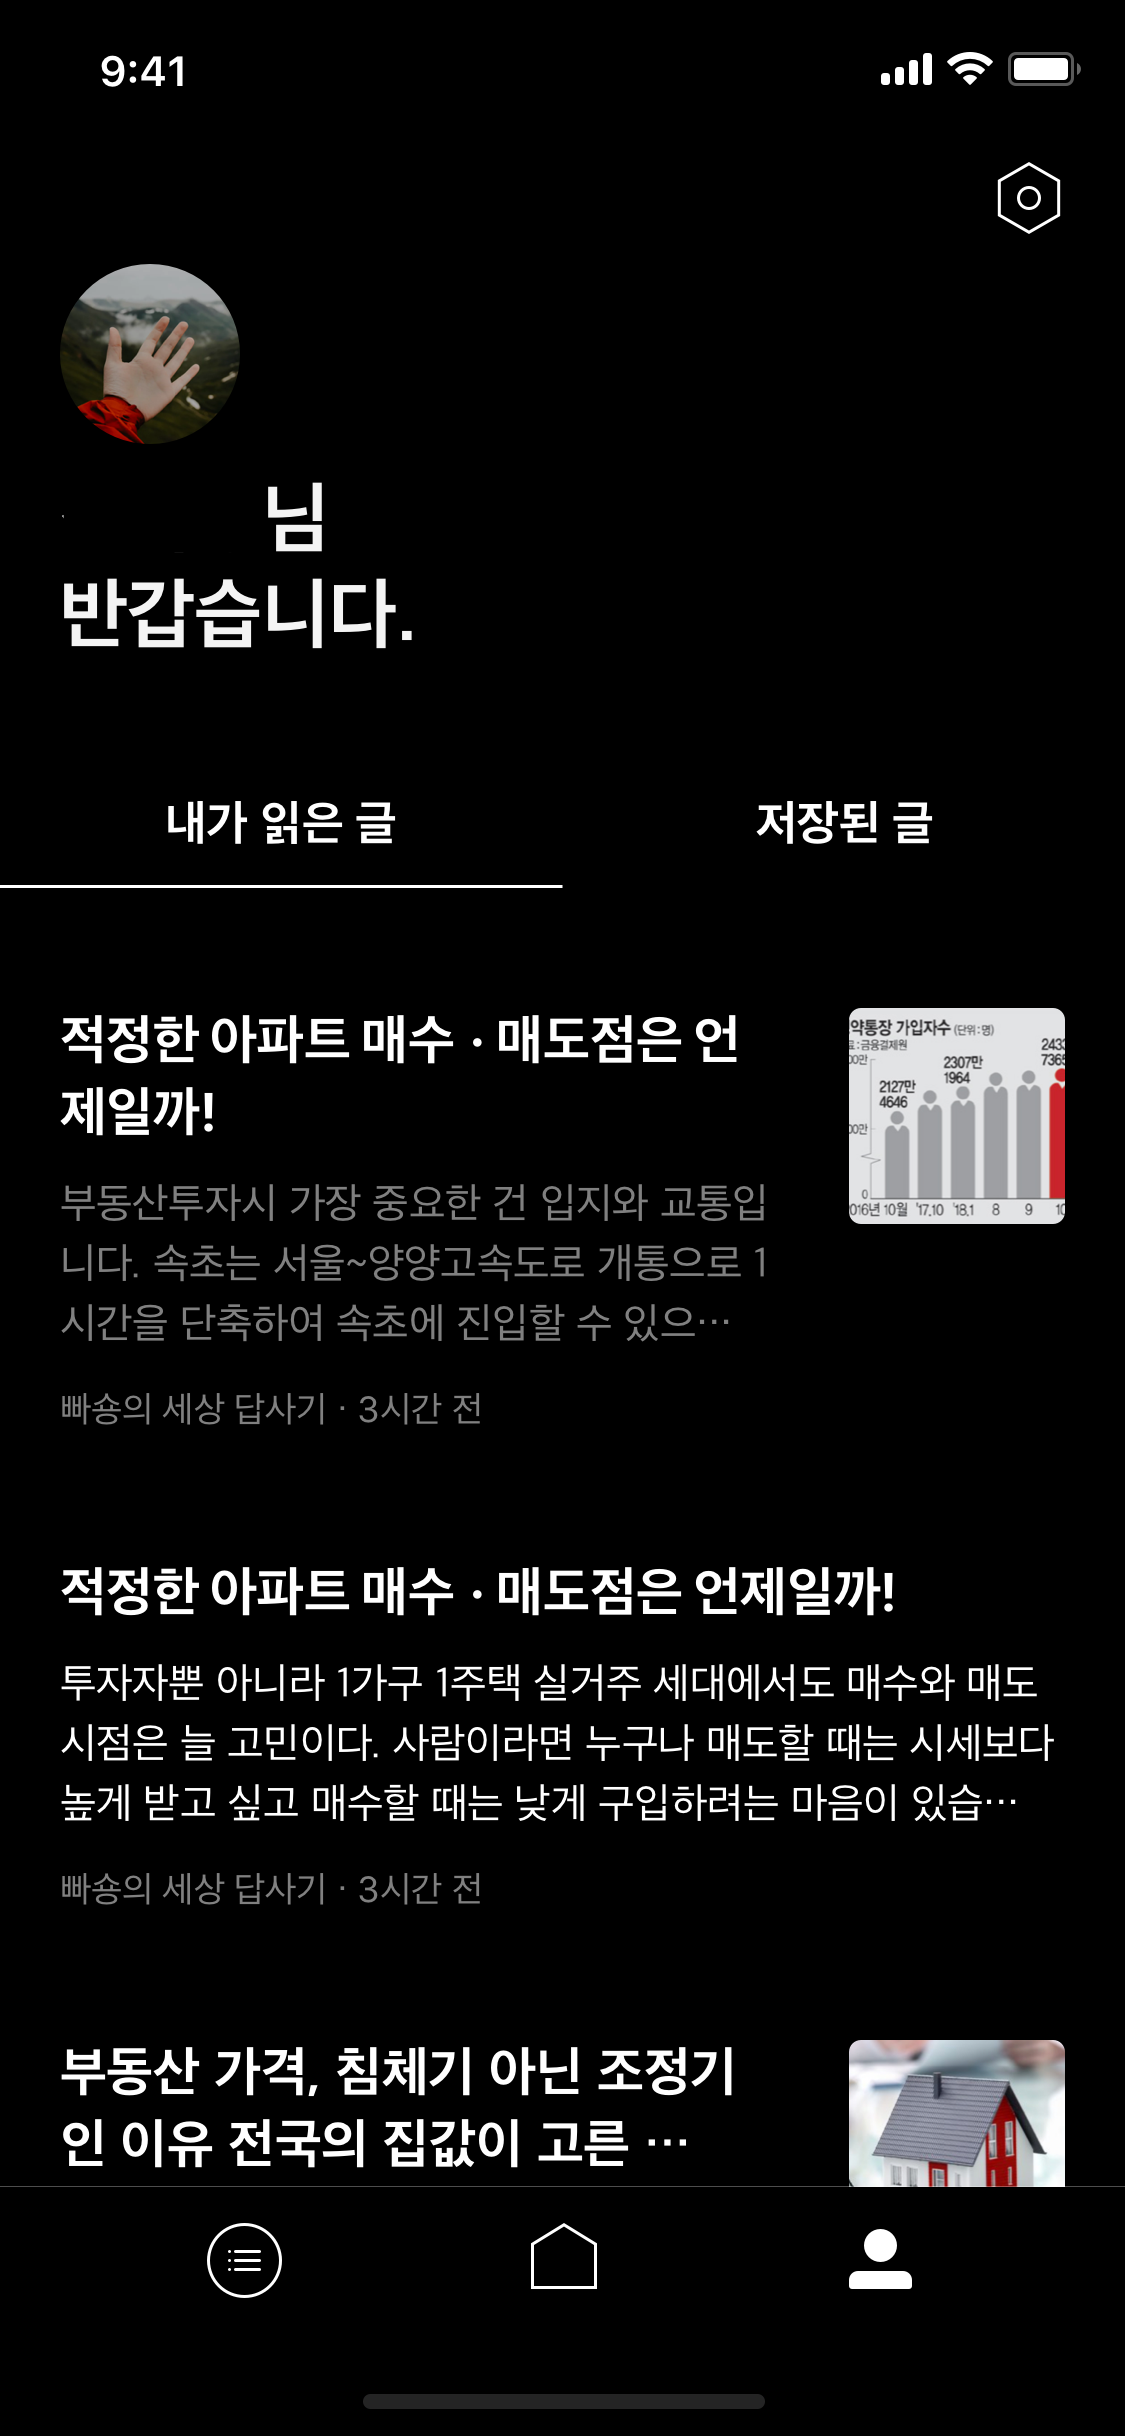 9:41
님
반갑습니다.
내가 읽은 글
저장된 글
적정한 아파트 매수 · 매도점은 언
제일까!
부동산투자시 가장 중요한 건 입지와 교통입
니다. 속초는 서울~양양고속도로 개통으로 1
시간을 단축하여 속초에 진입할 수 있으···
빠숑의 세상 답사기 · 3시간 전
약통장 가입자수 (단위:명)
료:금융결제원
00만
2127만
4646
2307만
1964
2433
7365
00만
0
016년 10월 '17.10 '18.1 8 9 10
적정한 아파트 매수 · 매도점은 언제일까!
투자자뿐 아니라 1가구 1주택 실거주 세대에서도 매수와 매도
시점은 늘 고민이다. 사람이라면 누구나 매도할 때는 시세보다
높게 받고 싶고 매수할 때는 낮게 구입하려는 마음이 있습···
빠숑의 세상 답사기 · 3시간 전
부동산 가격, 침체기 아닌 조정기
인 이유 전국의 집값이 고른 ···